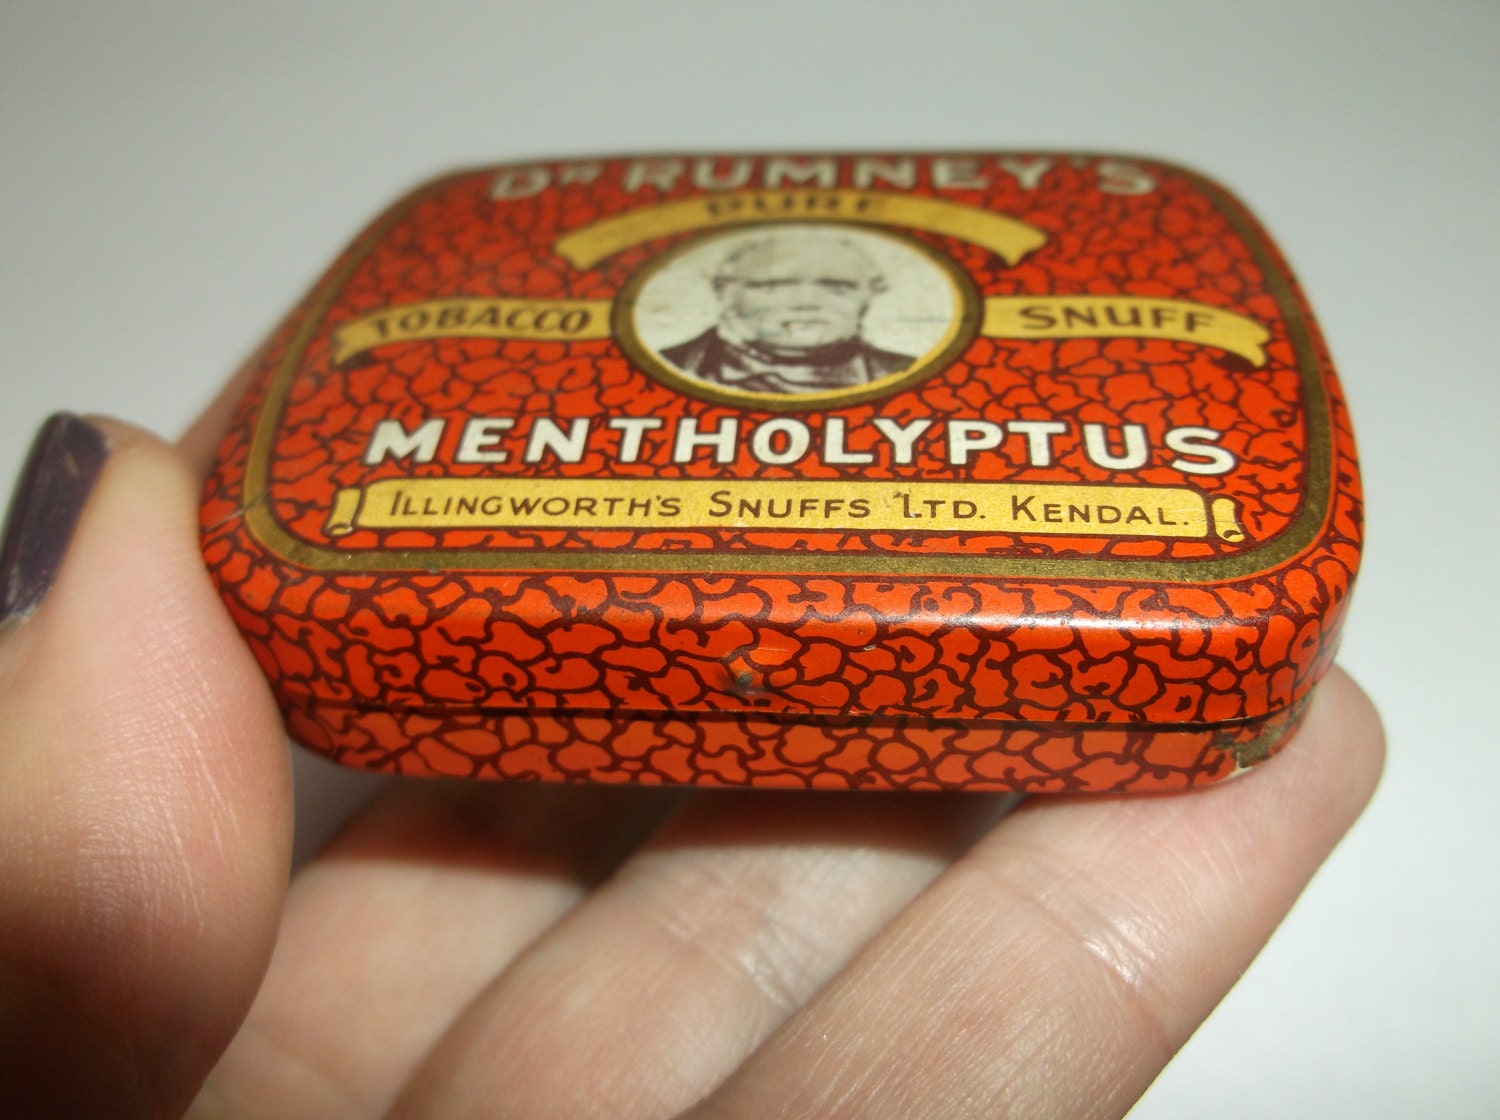 DR RUMNEY'S
PURE
TOBACCO SNUFF
MENTHOLYPTUS
ILLINGWORTH'S SNUFFS LTD. KENDAL.